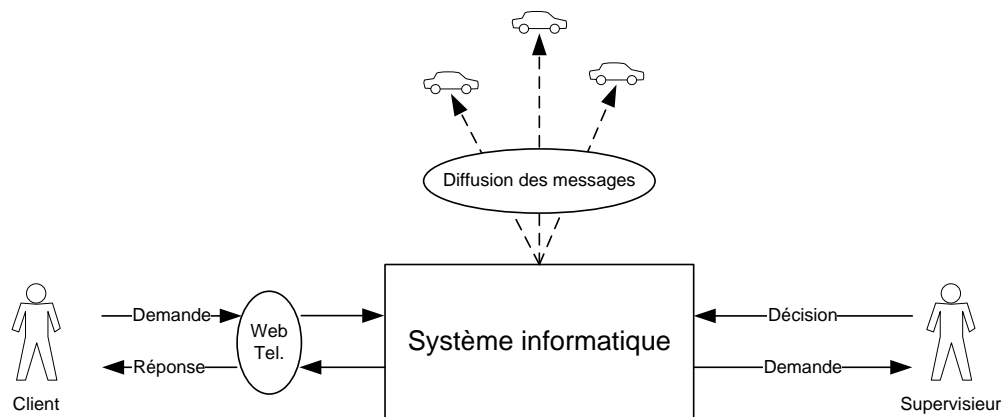 Diffusion des messages
Demande
Web
Tel.
Réponse
Système informatique
Décision
Demande
Client
Supervisieur